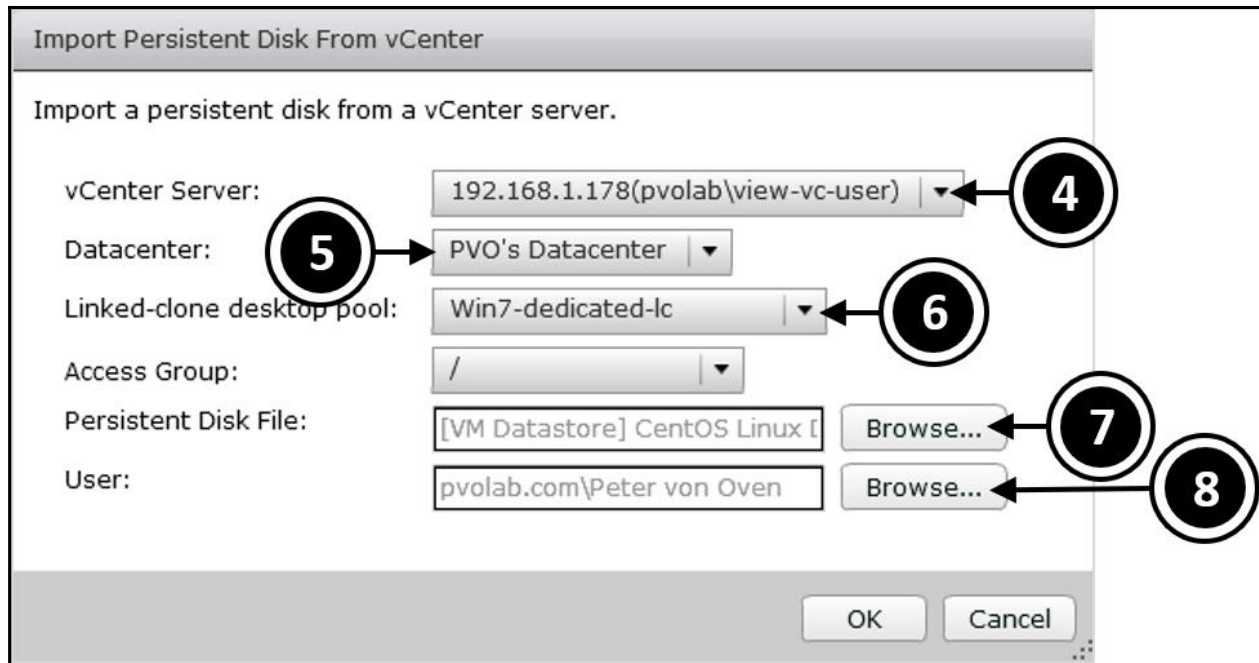 Import Persistent Disk From vCenter
Import a persistent disk from a vCenter server.
vCenter Server: 192.168.1.178(pvolab\view-vc-user) 4
Datacenter: 5 PVO's Datacenter
Linked-clone desktop pool: Win7-dedicated-lc 6
Access Group: /
Persistent Disk File: [VM Datastore] CentOS Linux Browse... 7
User: pvolab.com\Peter von Oven Browse... 8
OK Cancel